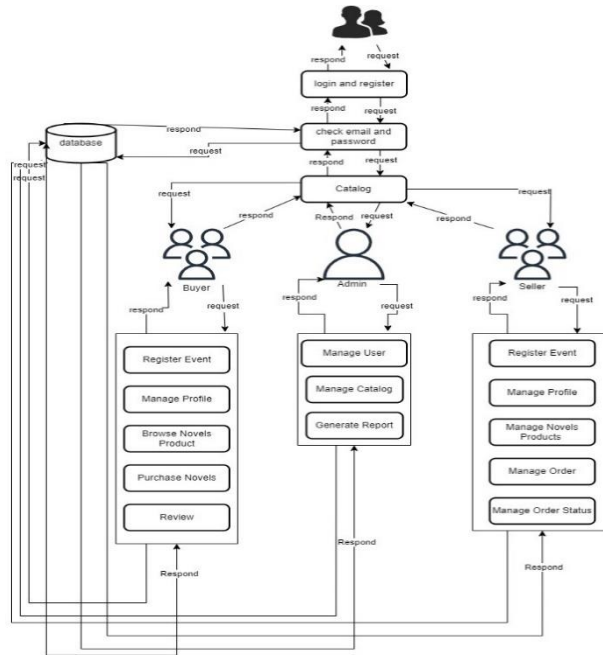 respond
request
login and register
respond
request
respond
database
check email and
password
request
respond
request
request
request
Catalog
request
request
respond
Respond
request
respond
Buyer
Admin
Seller
respond
request
respond
request
respond
request
Register Event
Manage Profile
Browse Novels
Product
Purchase Novels
Review
Manage User
Manage Catalog
Generate Report
Register Event
Manage Profile
Manage Novels
Products
Manage Order
Manage Order Status
Respond
Respond
Respond